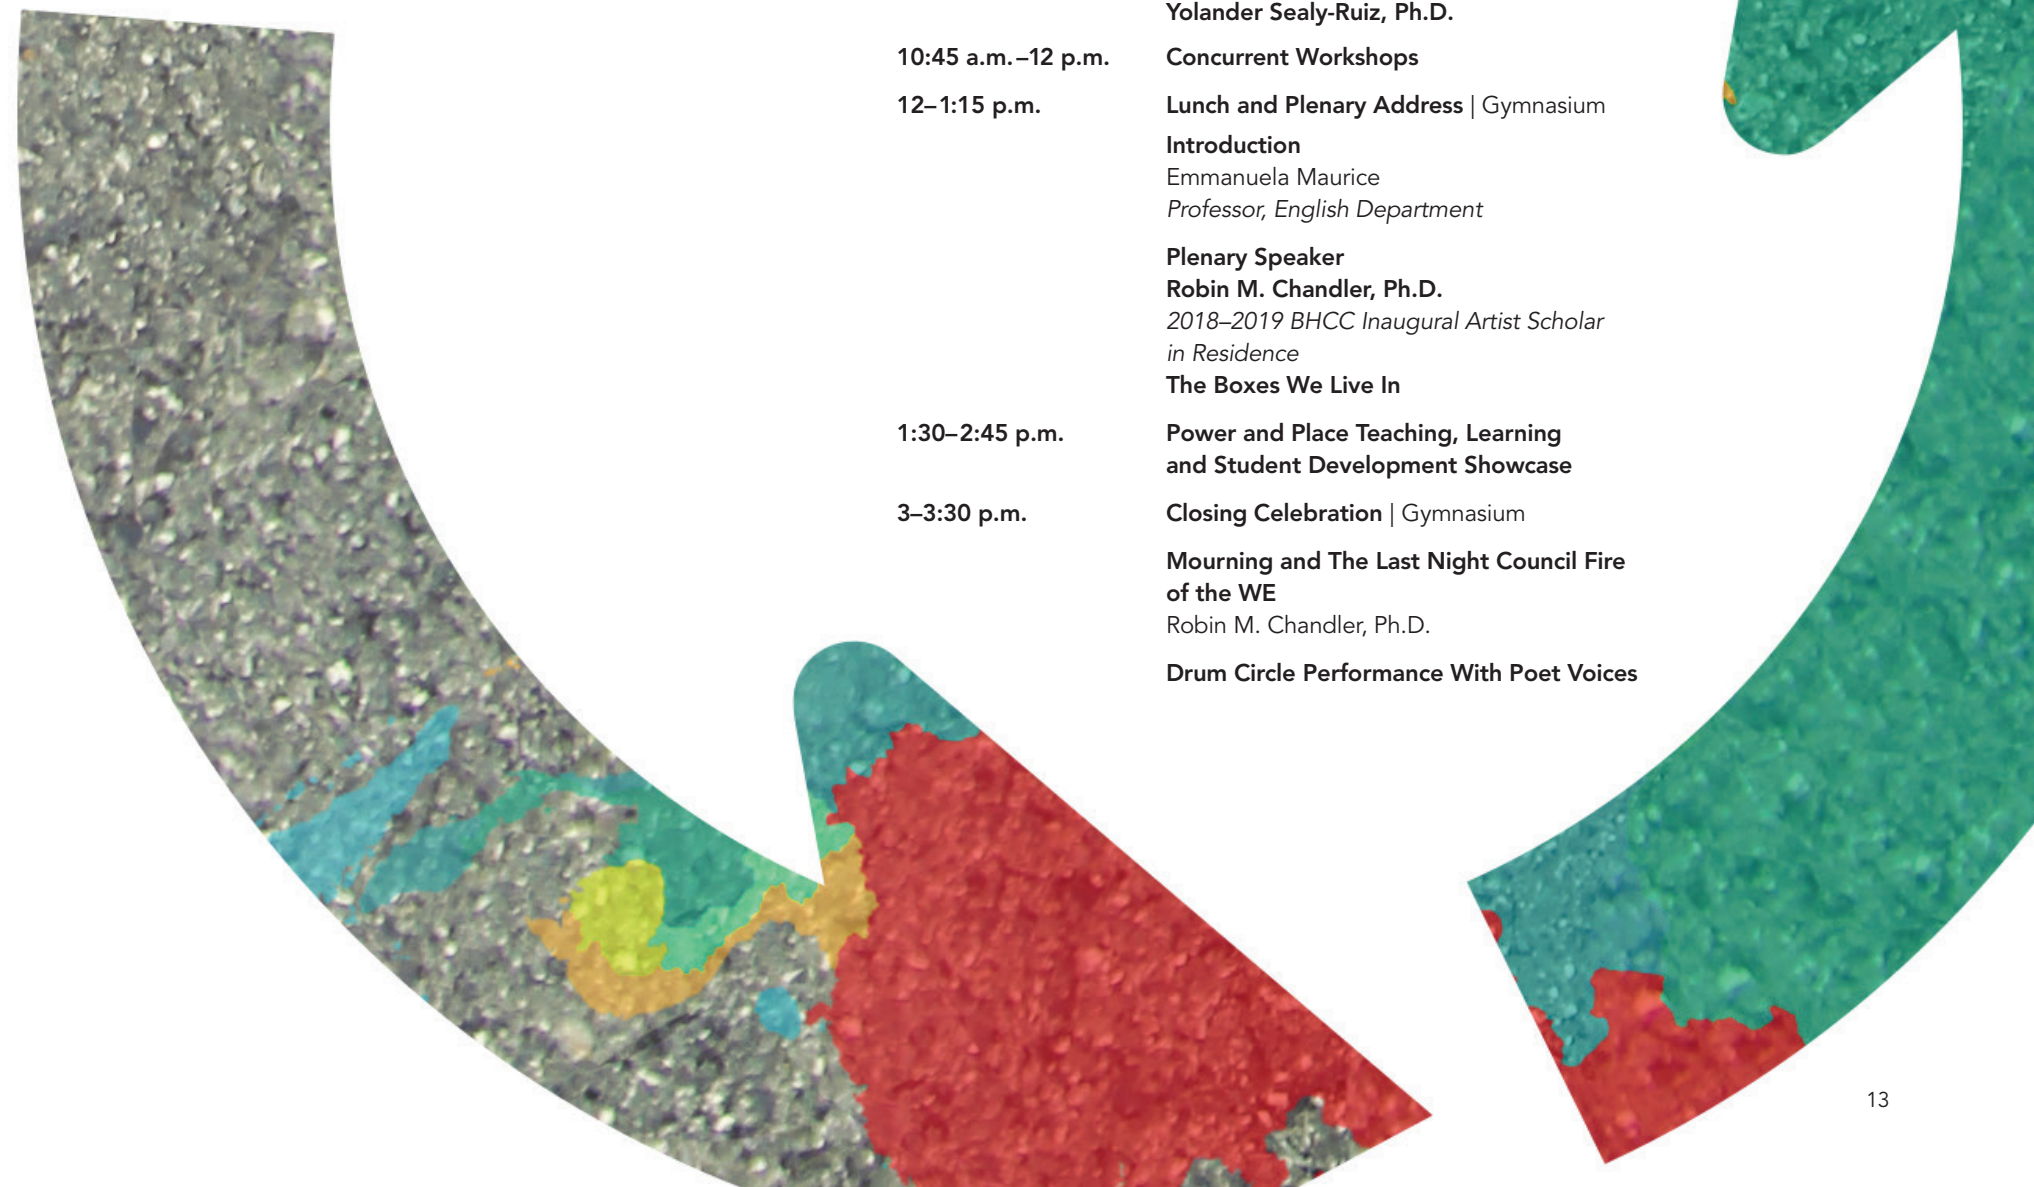 Yolander Sealy-Ruiz, Ph.D.
10:45 a.m.–12 p.m. Concurrent Workshops
12–1:15 p.m. Lunch and Plenary Address | Gymnasium
Introduction
Emmanuela Maurice
Professor, English Department
Plenary Speaker
Robin M. Chandler, Ph.D.
2018–2019 BHCC Inaugural Artist Scholar
in Residence
The Boxes We Live In
1:30–2:45 p.m. Power and Place Teaching, Learning
and Student Development Showcase
3–3:30 p.m. Closing Celebration | Gymnasium
Mourning and The Last Night Council Fire
of the WE
Robin M. Chandler, Ph.D.
Drum Circle Performance With Poet Voices
13